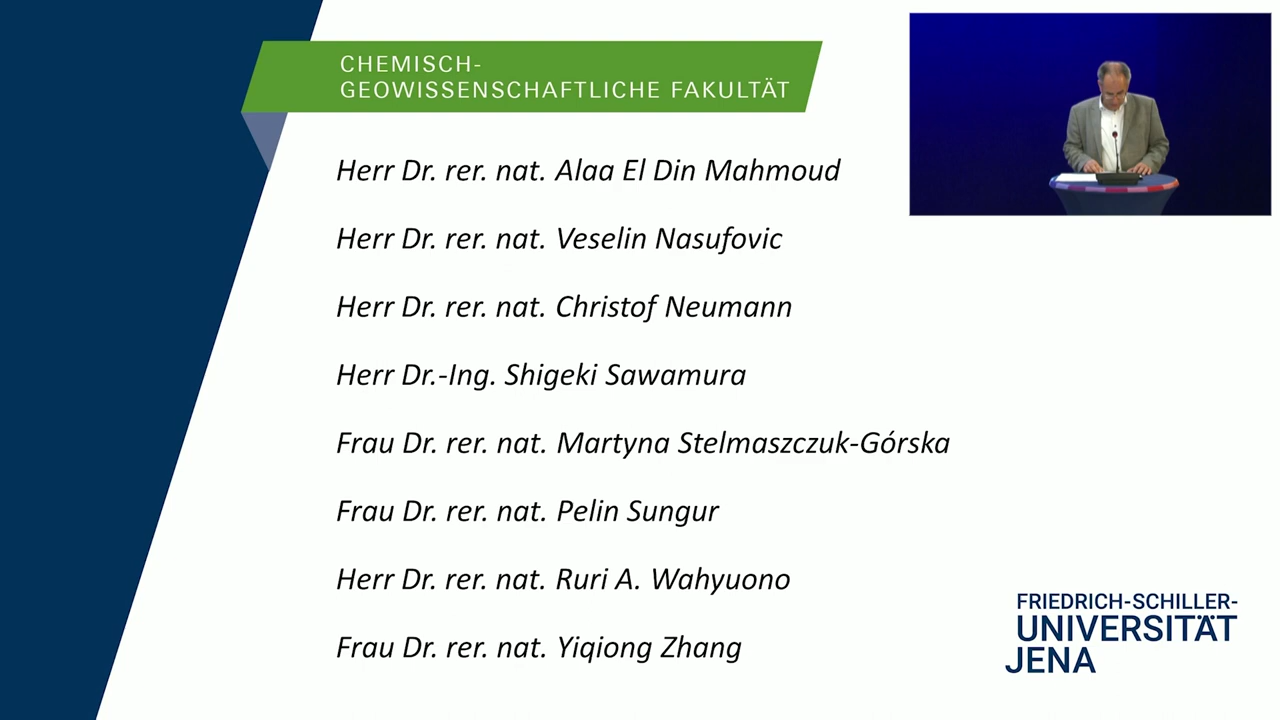 CHEMISCH-
GEOWISSENSCHAFTLICHE FAKULTÄT
Herr Dr. rer. nat. Alaa El Din Mahmoud
Herr Dr. rer. nat. Veselin Nasufovic
Herr Dr. rer. nat. Christof Neumann
Herr Dr.-Ing. Shigeki Sawamura
Frau Dr. rer. nat. Martyna Stelmaszczuk-Górska
Frau Dr. rer. nat. Pelin Sungur
Herr Dr. rer. nat. Ruri A. Wahyuono
Frau Dr. rer. nat. Yiqiong Zhang
FRIEDRICH-SCHILLER-
UNIVERSITÄT
JENA